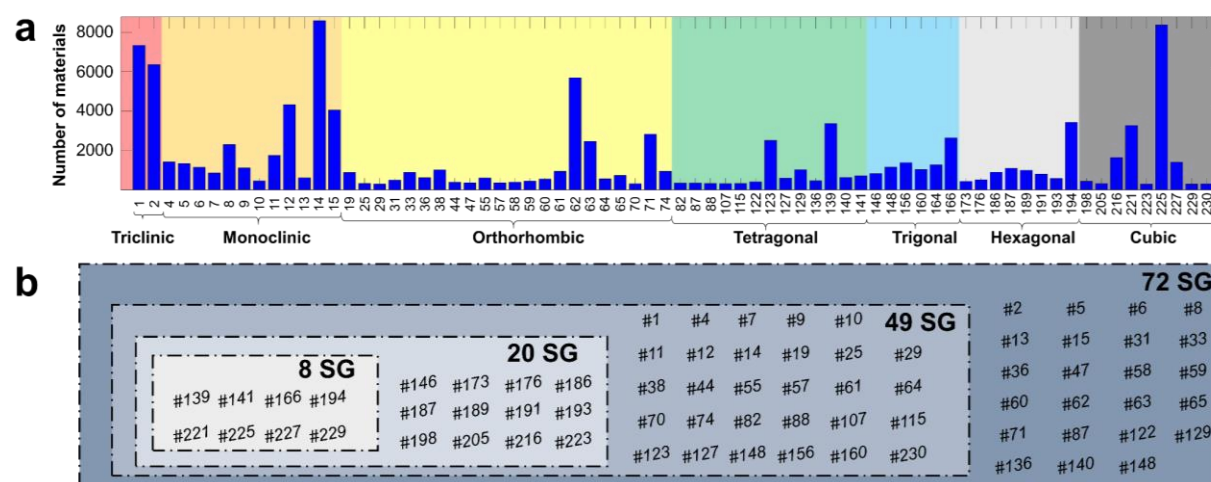 a
Number of materials
8000
6000
4000
2000
1 2 4 5 6 7 8 9 10 11 12 13 14 15 19 25 29 31 33 36 38 44 47 55 57 58 59 60 61 62 63 64 65 70 71 74 82 87 88 107 115 122 123 127 129 136 139 140 141 146 148 156 160 164 166 173 176 186 187 189 191 193 194 198 205 216 221 223 225 227 229 230
Triclinic Monoclinic Orthorhombic Tetragonal Trigonal Hexagonal Cubic
b
72 SG
#2 #5 #6 #8
#13 #15 #31 #33
#36 #47 #58 #59
#60 #62 #63 #65
#71 #87 #122 #129
#136 #140 #148
49 SG
#1 #4 #7 #9 #10
#11 #12 #14 #19 #25 #29
#38 #44 #55 #57 #61 #64
#70 #74 #82 #88 #107 #115
#123 #127 #148 #156 #160 #230
20 SG
#146 #173 #176 #186
#187 #189 #191 #193
#198 #205 #216 #223
8 SG
#139 #141 #166 #194
#221 #225 #227 #229